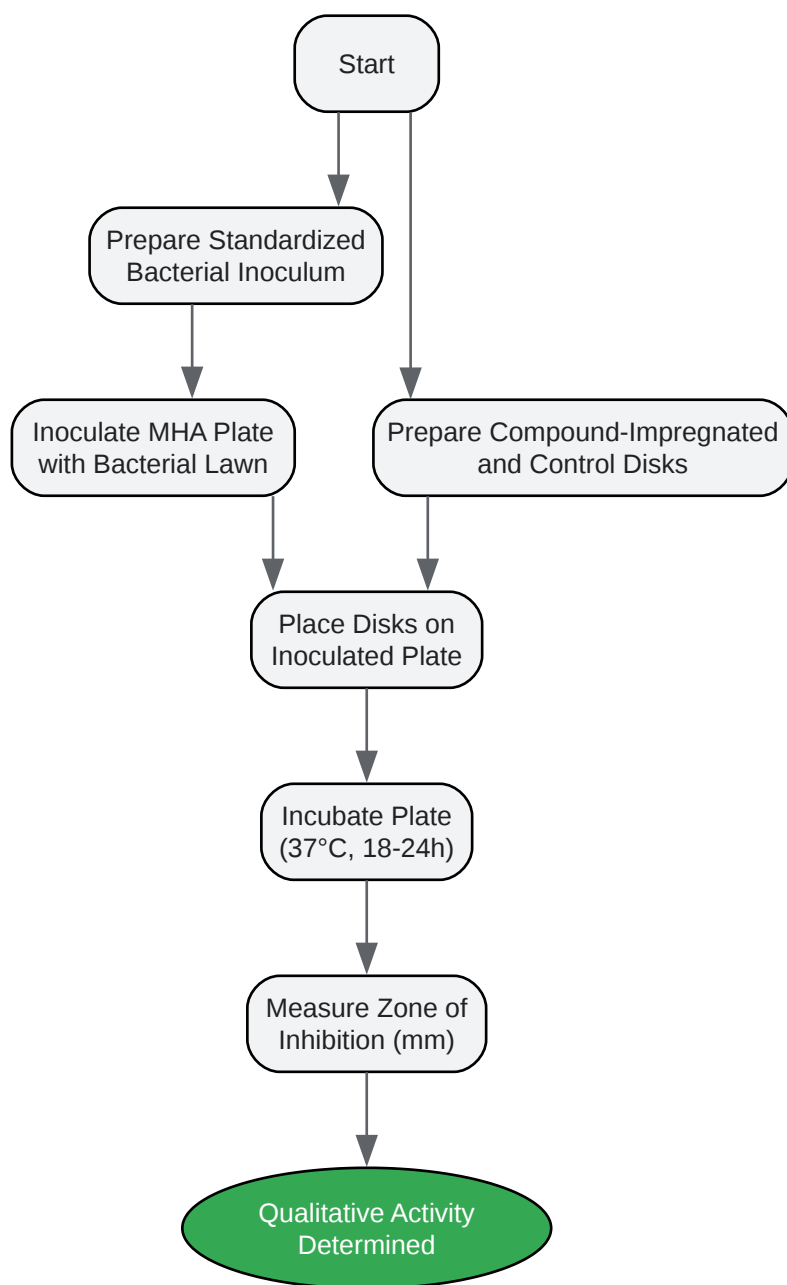 Start
Prepare Standardized
Bacterial Inoculum
Inoculate MHA Plate
with Bacterial Lawn
Prepare Compound-Impregnated
and Control Disks
Place Disks on
Inoculated Plate
Incubate Plate
(37°C, 18-24h)
Measure Zone of
Inhibition (mm)
Qualitative Activity
Determined